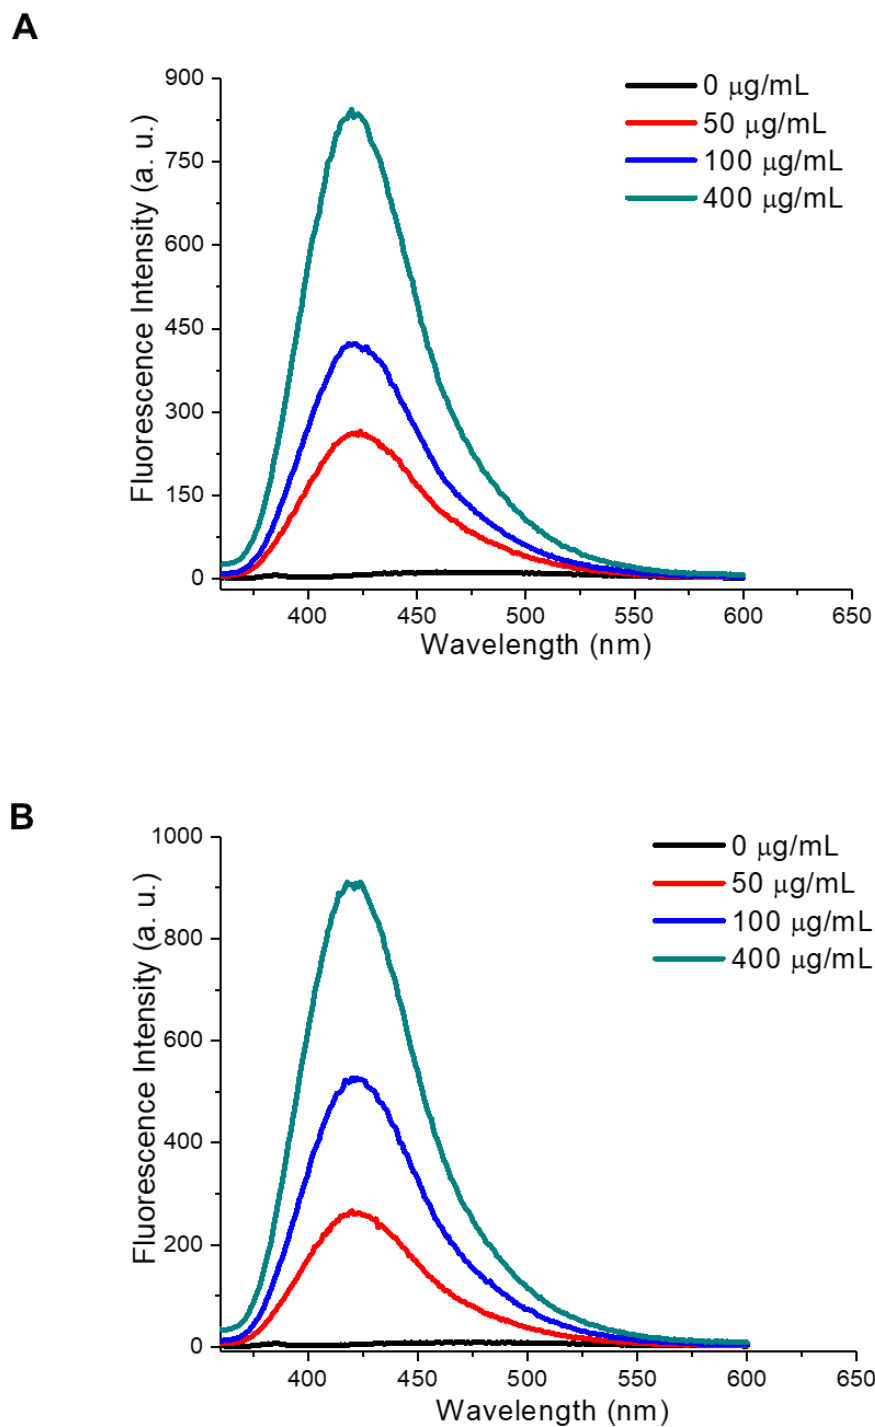 A
900
750
600
450
300
150
0
Fluorescence Intensity (a. u.)
0 μg/mL
50 μg/mL
100 μg/mL
400 μg/mL
400 450 500 550 600 650
Wavelength (nm)
B
1000
800
600
400
200
0
Fluorescence Intensity (a. u.)
0 μg/mL
50 μg/mL
100 μg/mL
400 μg/mL
400 450 500 550 600 650
Wavelength (nm)